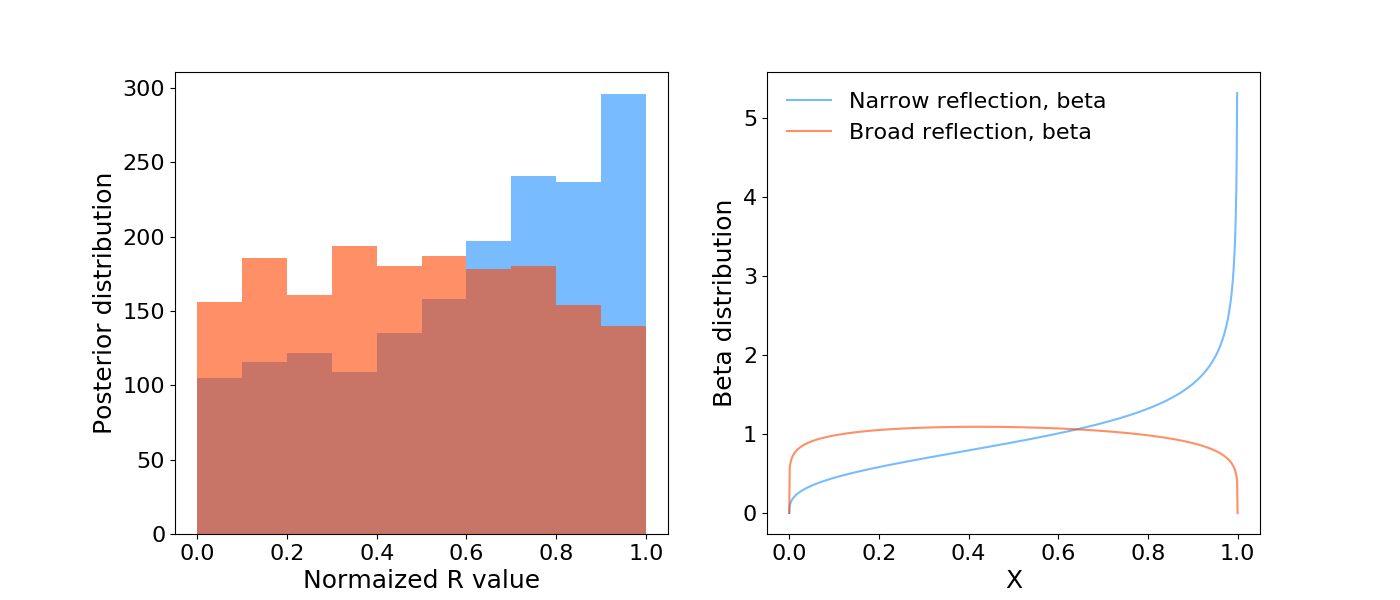 Posterior distribution
300
250
200
150
100
50
0
0.0 0.2 0.4 0.6 0.8 1.0
Normaized R value
Beta distribution
5
4
3
2
1
0
Narrow reflection, beta
Broad reflection, beta
0.0 0.2 0.4 0.6 0.8 1.0
X